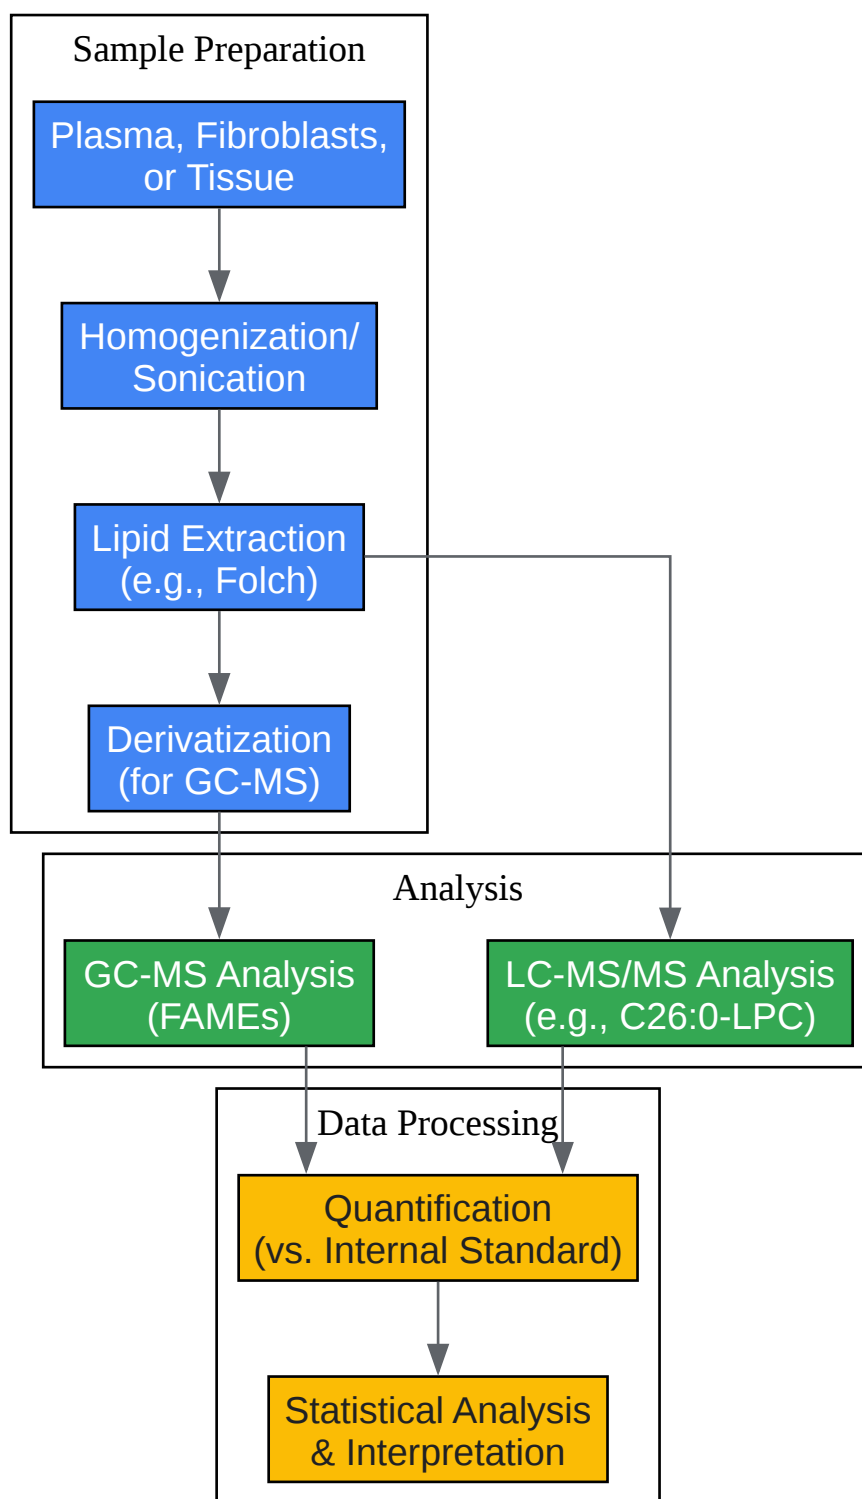 Sample Preparation
Plasma, Fibroblasts,
or Tissue
Homogenization/
Sonication
Lipid Extraction
(e.g., Folch)
Derivatization
(for GC-MS)
Analysis
GC-MS Analysis
(FAMEs)
LC-MS/MS Analysis
(e.g., C26:0-LPC)
Data Processing
Quantification
(vs. Internal Standard)
Statistical Analysis
& Interpretation